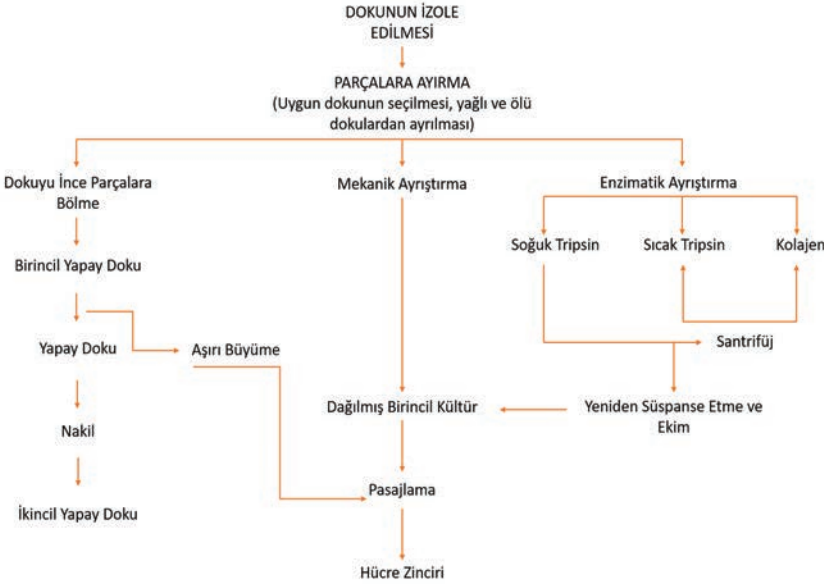 DOKUNUN İZOLE
EDİLMESİ
PARÇALARA AYIRMA
(Uygun dokunun seçilmesi, yağlı ve ölü
dokulardan ayrılması)
Dokuyu İnce Parçalara
Bölme
Mekanik Ayrıştırma
Enzimatik Ayrıştırma
Soğuk Tripsin
Sıcak Tripsin
Kolajen
Birincil Yapay Doku
Yapay Doku
Aşırı Büyüme
Santrifüj
Nakil
Dağılmış Birincil Kültür
Yeniden Süspanse Etme ve
Ekim
İkincil Yapay Doku
Pasajlama
Hücre Zinciri